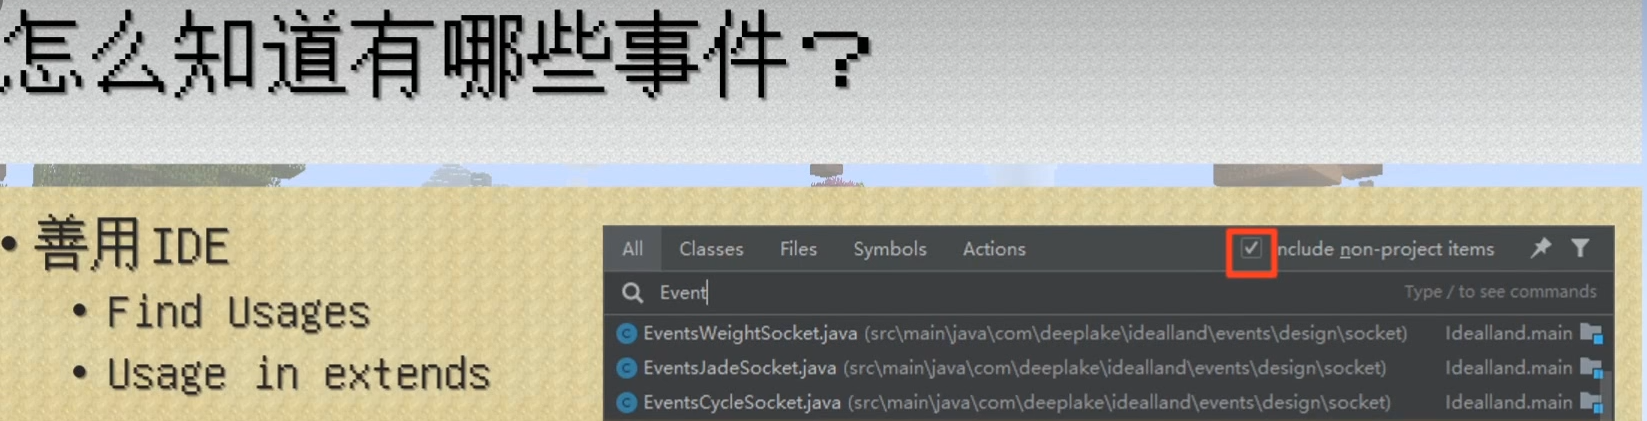 怎么知道有哪些事件？
• 善用IDE
• Find Usages
• Usage in extends
All Classes Files Symbols Actions nclude non-project items
Event Type / to see commands
EventsWeightSocket.java (src\main\java\com\deeplake\idealland\events\design\socket) Idealland.main
EventsJadeSocket.java (src\main\java\com\deeplake\idealland\events\design\socket) Idealland.main
EventsCycleSocket.java (src\main\java\com\deeplake\idealland\events\design\socket) Idealland.main